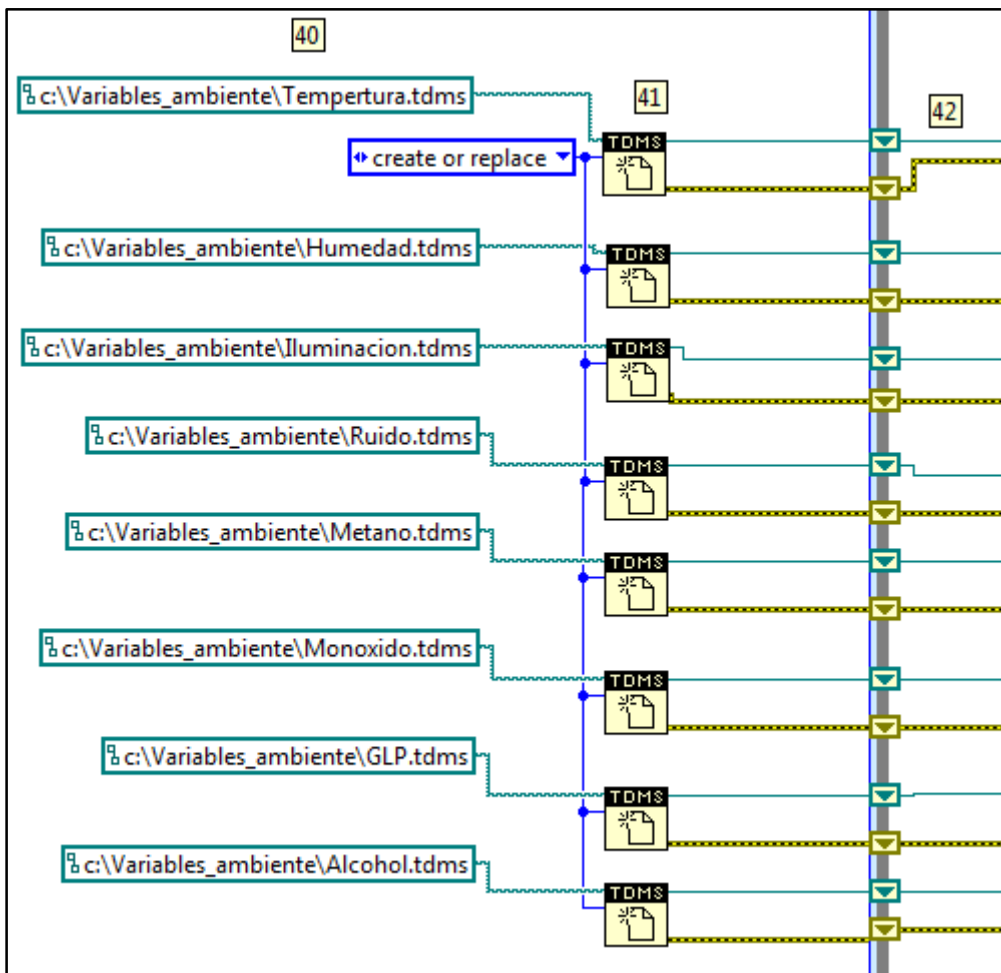 40
c:\Variables_ambiente\Tempertura.tdms
41
42
create or replace
TDMS
c:\Variables_ambiente\Humedad.tdms
TDMS
c:\Variables_ambiente\Iluminacion.tdms
TDMS
c:\Variables_ambiente\Ruido.tdms
TDMS
c:\Variables_ambiente\Metano.tdms
TDMS
c:\Variables_ambiente\Monoxido.tdms
TDMS
c:\Variables_ambiente\GLP.tdms
TDMS
c:\Variables_ambiente\Alcohol.tdms
TDMS